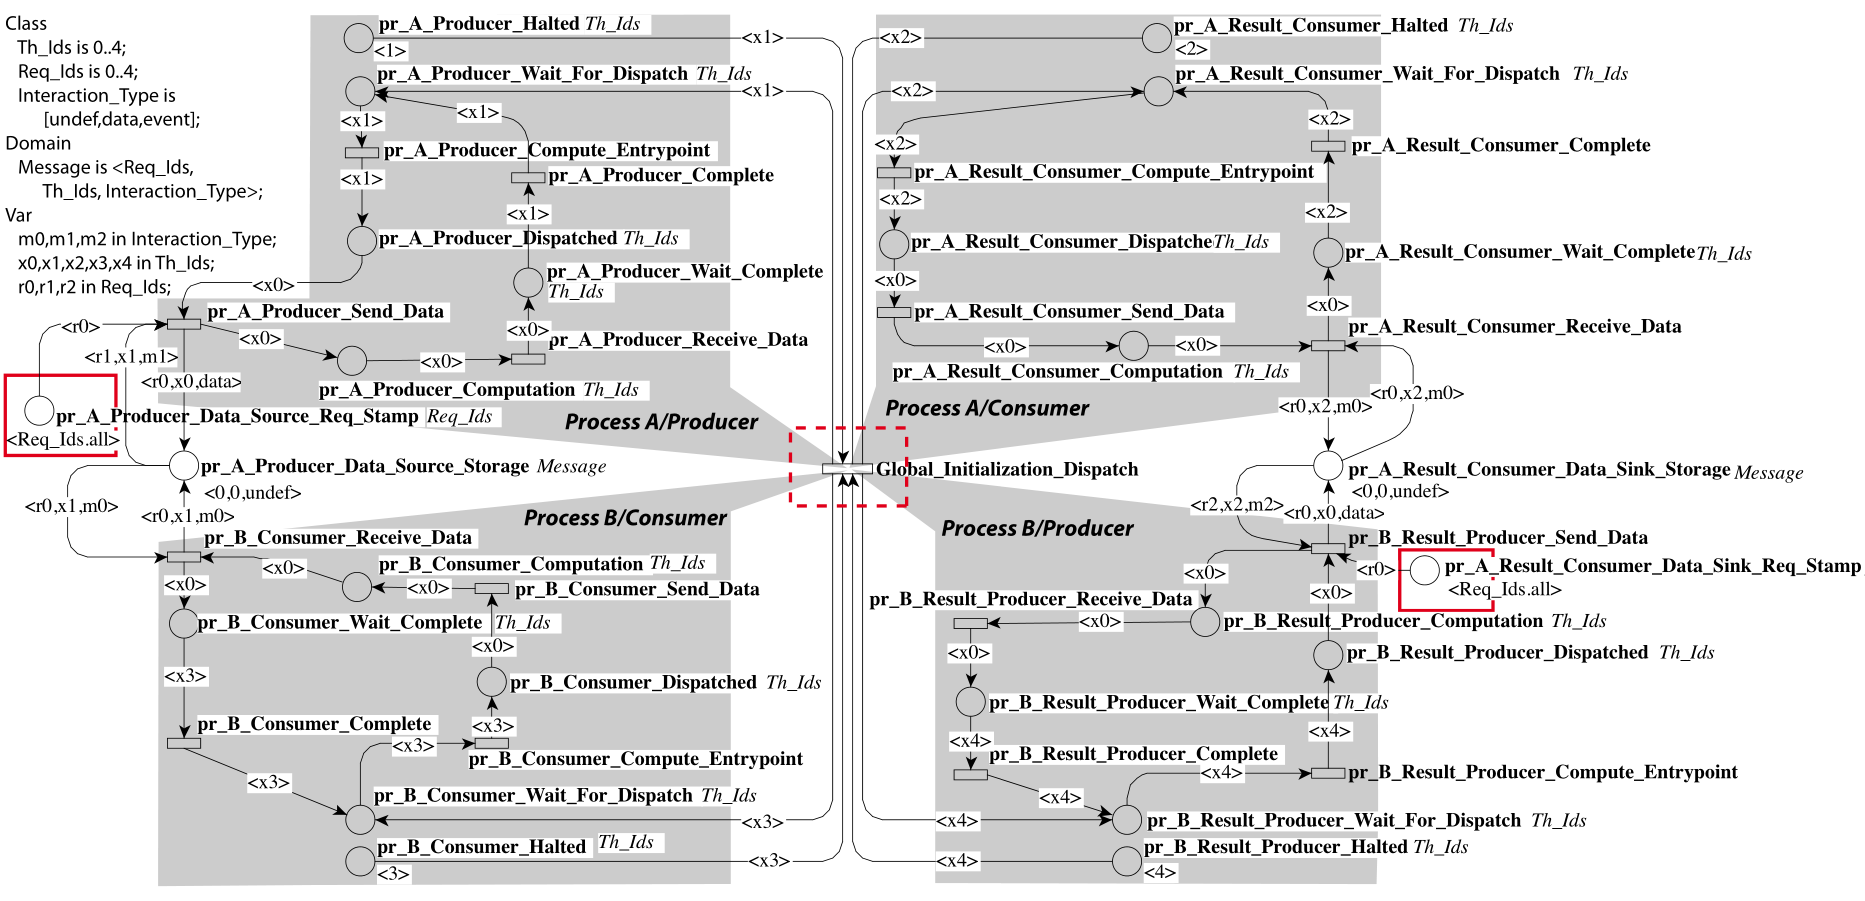 Class
Th_Ids is 0..4;
Req_Ids is 0..4;
Interaction_Type is
[undef,data,event];
Domain
Message is <Req_Ids,
Th_Ids, Interaction_Type>;
Var
m0,m1,m2 in Interaction_Type;
x0,x1,x2,x3,x4 in Th_Ids;
r0,r1,r2 in Req_Ids;
pr_A_Producer_Halted Th_Ids
<1>
<x1>
pr_A_Producer_Wait_For_Dispatch Th_Ids
<x1>
<x1>
<x1>
pr_A_Producer_Compute_Entrypoint
<x1>
pr_A_Producer_Complete
<x1>
pr_A_Producer_Dispatched Th_Ids
pr_A_Producer_Wait_Complete
Th_Ids
<x0>
pr_A_Producer_Send_Data
<r0>
<x0>
<x0>
pr_A_Producer_Receive_Data
<r1,x1,m1>
<x0>
<r0,x0,data>
pr_A_Producer_Computation Th_Ids
pr_A_Producer_Data_Source_Req_Stamp Req_Ids
<Req_Ids.all>
Process A/Producer
pr_A_Producer_Data_Source_Storage Message
<0,0,undef>
<r0,x1,m0>
<r0,x1,m0>
<x2>
pr_A_Result_Consumer_Halted Th_Ids
<2>
pr_A_Result_Consumer_Wait_For_Dispatch Th_Ids
<x2>
<x2>
<x2>
pr_A_Result_Consumer_Complete
pr_A_Result_Consumer_Compute_Entrypoint
<x2>
<x2>
pr_A_Result_Consumer_DispatcheTh_Ids
pr_A_Result_Consumer_Wait_Complete Th_Ids
<x0>
<x0>
pr_A_Result_Consumer_Send_Data
pr_A_Result_Consumer_Receive_Data
<x0>
<x0>
pr_A_Result_Consumer_Computation Th_Ids
<r0,x2,m0>
<r0,x2,m0>
Process A/Consumer
Global_Initialization_Dispatch
pr_A_Result_Consumer_Data_Sink_Storage Message
<0,0,undef>
<r2,x2,m2>
<r0,x0,data>
Process B/Consumer
pr_B_Consumer_Receive_Data
<x0>
pr_B_Consumer_Computation Th_Ids
<x0>
<x0>
pr_B_Consumer_Send_Data
pr_B_Consumer_Wait_Complete Th_Ids
<x0>
<x3>
pr_B_Consumer_Dispatched Th_Ids
<x3>
pr_B_Consumer_Complete
<x3>
pr_B_Consumer_Compute_Entrypoint
<x3>
pr_B_Consumer_Wait_For_Dispatch Th_Ids
<x3>
pr_B_Consumer_Halted Th_Ids
<3>
<x3>
Process B/Producer
pr_B_Result_Producer_Send_Data
<r0>
pr_A_Result_Consumer_Data_Sink_Req_Stamp
<Req_Ids.all>
<x0>
<x0>
pr_B_Result_Producer_Receive_Data
<x0>
pr_B_Result_Producer_Computation Th_Ids
<x0>
pr_B_Result_Producer_Dispatched Th_Ids
pr_B_Result_Producer_Wait_Complete Th_Ids
<x4>
<x4>
pr_B_Result_Producer_Complete
<x4>
pr_B_Result_Producer_Compute_Entrypoint
<x4>
<x4>
pr_B_Result_Producer_Wait_For_Dispatch Th_Ids
<x4>
pr_B_Result_Producer_Halted Th_Ids
<4>